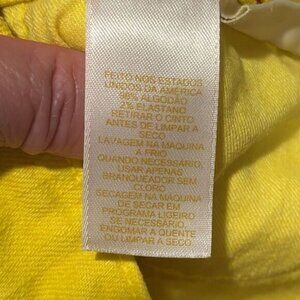 FEITO NOS ESTADOS
UNIDOS DA AMÉRICA
98% ALGODÃO
2% ELASTANO
RETIRAR O CINTO
ANTES DE LIMPAR A
SECO
LAVAGEM NA MÁQUINA
A FRIO
QUANDO NECESSÁRIO,
USAR APENAS
BRANQUEADOR SEM
CLORO
SECAGEM NA MÁQUINA
DE SECAR EM
PROGRAMA LIGEIRO
SE NECESSÁRIO,
ENGOMAR A QUENTE
OU LIMPAR A SECO